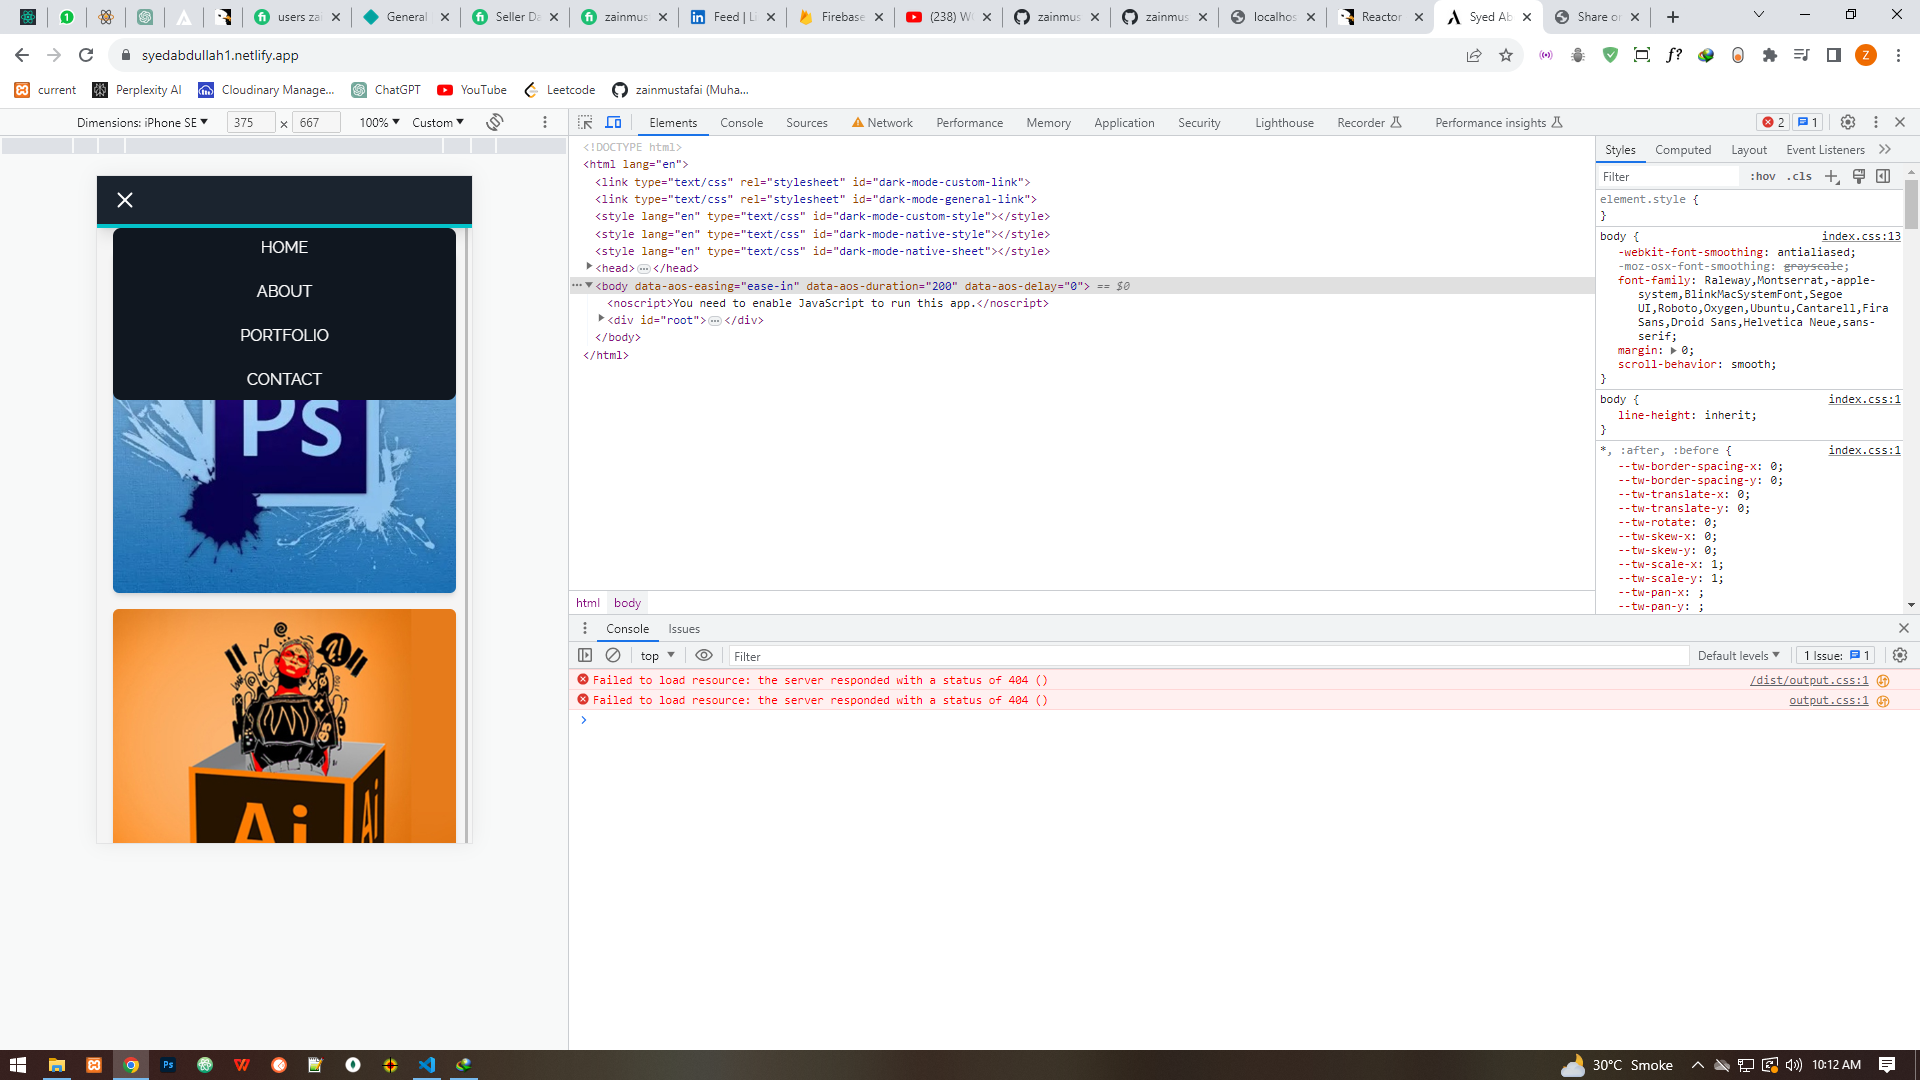 users za
General
Seller Da
zainmus
Feed | Li
Firebase
(238) WO
zainmus
zainmus
localhos
Reactor
Syed Ab
Share on
syedabdullah1.netlify.app
f?
Z
current
Perplexity AI
Cloudinary Manage...
ChatGPT
YouTube
Leetcode
zainmustafai (Muha...
Dimensions: iPhone SE
375
×
667
100%
Custom
Elements
Console
Sources
Network
Performance
Memory
Application
Security
Lighthouse
Recorder
Performance insights
2
1
HOME
ABOUT
PORTFOLIO
CONTACT
Ps
Ai
<!DOCTYPE html>
<html lang="en">
<link type="text/css" rel="stylesheet" id="dark-mode-custom-link">
<link type="text/css" rel="stylesheet" id="dark-mode-general-link">
<style lang="en" type="text/css" id="dark-mode-custom-style"></style>
<style lang="en" type="text/css" id="dark-mode-native-style"></style>
<style lang="en" type="text/css" id="dark-mode-native-sheet"></style>
<head>…</head>
<body data-aos-easing="ease-in" data-aos-duration="200" data-aos-delay="0"> == $0
<noscript>You need to enable JavaScript to run this app.</noscript>
<div id="root">…</div>
</body>
</html>
html
body
Styles
Computed
Layout
Event Listeners
Filter
:hov
.cls
element.style {
}
body {
index.css:13
-webkit-font-smoothing: antialiased;
-moz-osx-font-smoothing: grayscale;
font-family: Raleway,Montserrat,-apple-
system,BlinkMacSystemFont,Segoe
UI,Roboto,Oxygen,Ubuntu,Cantarell,Fira
Sans,Droid Sans,Helvetica Neue,sans-
serif;
margin: 0;
scroll-behavior: smooth;
}
body {
index.css:1
line-height: inherit;
}
*, :after, :before {
index.css:1
--tw-border-spacing-x: 0;
--tw-border-spacing-y: 0;
--tw-translate-x: 0;
--tw-translate-y: 0;
--tw-rotate: 0;
--tw-skew-x: 0;
--tw-skew-y: 0;
--tw-scale-x: 1;
--tw-scale-y: 1;
--tw-pan-x: ;
--tw-pan-y: ;
Console
Issues
top
Filter
Default levels
1 Issue:
1
Failed to load resource: the server responded with a status of 404 ()
/dist/output.css:1
Failed to load resource: the server responded with a status of 404 ()
output.css:1
30°C Smoke
10:12 AM